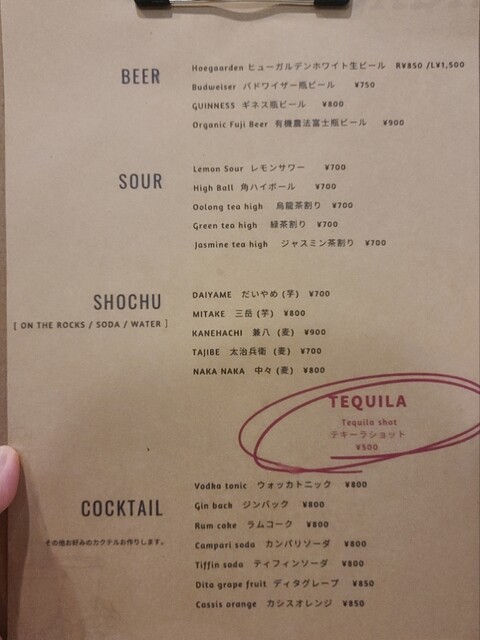 BEER
Hoegaarden ヒューガルデンホワイト生ビール R¥850 /L¥1,500
Budweiser バドワイザー瓶ビール ¥750
GUINNESS ギネス瓶ビール ¥800
Organic Fuji Beer 有機農法富士瓶ビール ¥900
SOUR
Lemon Sour レモンサワー ¥700
High Ball 角ハイボール ¥700
Oolong tea high 烏龍茶割り ¥700
Green tea high 緑茶割り ¥700
Jasmine tea high ジャスミン茶割り ¥700
SHOCHU
[ ON THE ROCKS / SODA / WATER ]
DAIYAME だいやめ (芋) ¥700
MITAKE 三岳 (芋) ¥800
KANEHACHI 兼八 (麦) ¥900
TAJIBE 太治兵衛 (麦) ¥700
NAKA NAKA 中々 (麦) ¥800
TEQUILA
Tequila shot
テキーラショット
¥500
COCKTAIL
その他お好みのカクテルお作りします。
Vodka tonic ウォッカトニック ¥800
Gin back ジンバック ¥800
Rum coke ラムコーク ¥800
Campari soda カンパリソーダ ¥800
Tiffin soda ティフィンソーダ ¥800
Dita grape fruit ディタグレープ ¥850
Cassis orange カシスオレンジ ¥850